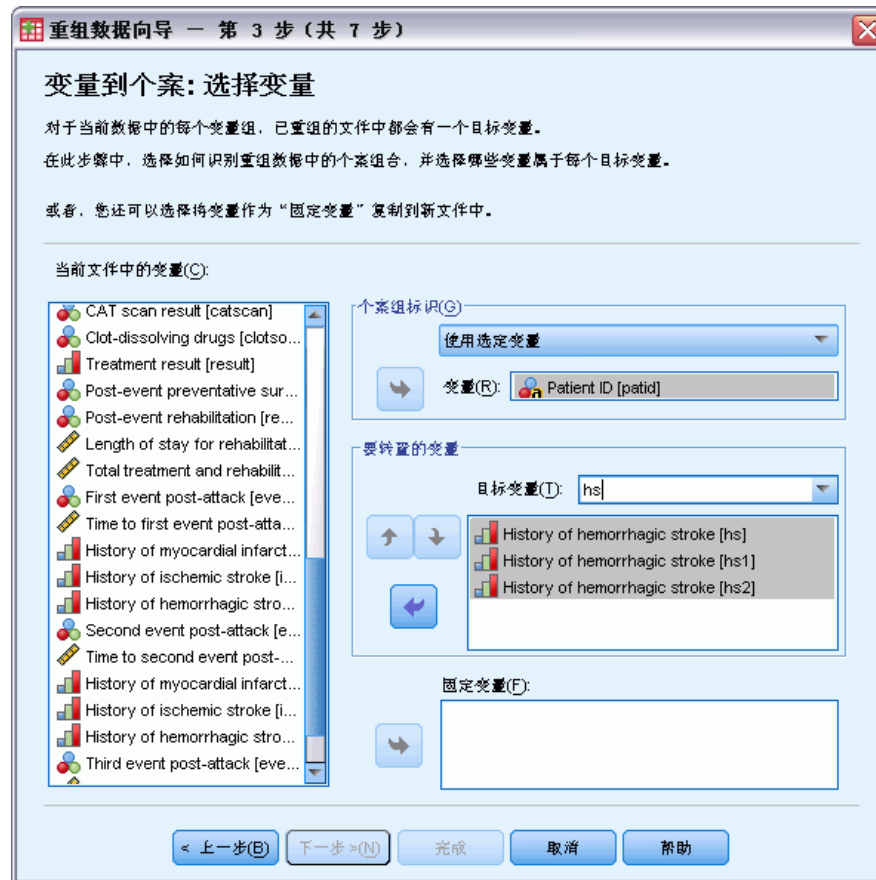 重组数据向导 — 第 3 步(共 7 步)
变量到个案: 选择变量
对于当前数据中的每个变量组，已重组的文件中都会有一个目标变量。
在此步骤中，选择如何识别重组数据中的个案组合，并选择哪些变量属于每个目标变量。
或者，您还可以选择将变量作为“固定变量”复制到新文件中。
当前文件中的变量(C):
CAT scan result [catscan]
Clot-dissolving drugs [clotso...
Treatment result [result]
Post-event preventative sur...
Post-event rehabilitation [re...
Length of stay for rehabilitat...
Total treatment and rehabilit...
First event post-attack [eve...
Time to first event post-atta...
History of myocardial infarct...
History of ischemic stroke [i...
History of hemorrhagic stro...
Second event post-attack [e...
Time to second event post-...
History of myocardial infarct...
History of ischemic stroke [i...
History of hemorrhagic stro...
Third event post-attack [eve...
个案组标识(G)
使用选定变量
变量(R): Patient ID [patid]
要转置的变量
目标变量(T): hs
History of hemorrhagic stroke [hs]
History of hemorrhagic stroke [hs1]
History of hemorrhagic stroke [hs2]
固定变量(F):
< 上一步(B) 下一步 >(N) 完成 取消 帮助